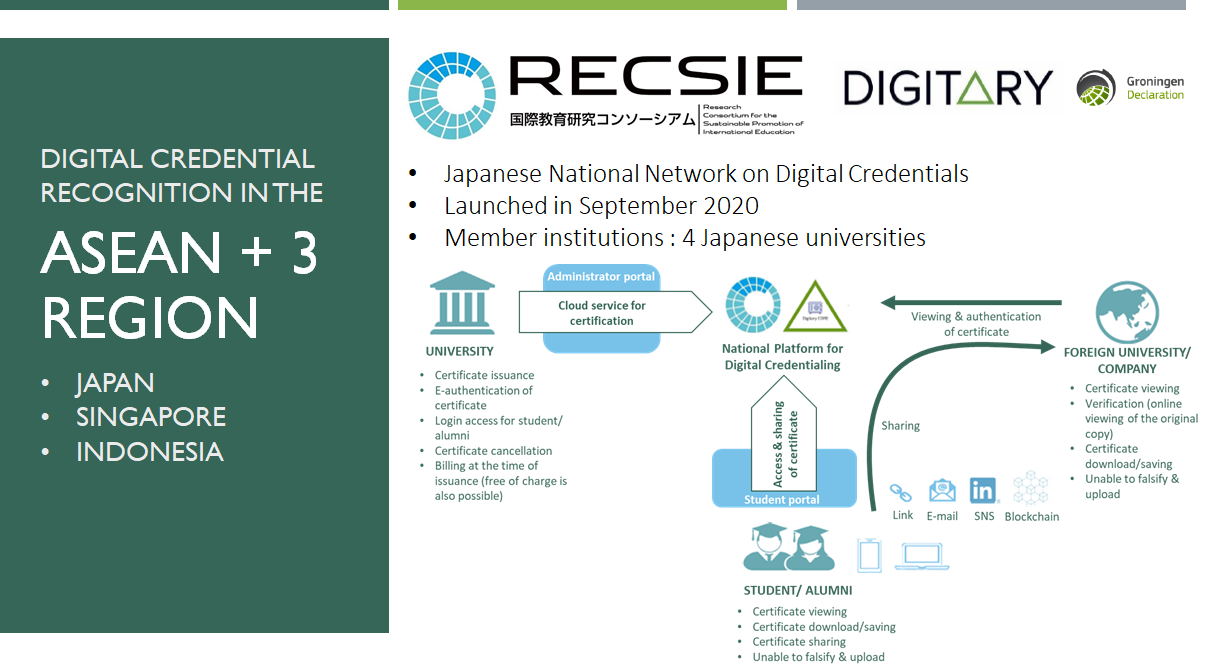 DIGITAL CREDENTIAL
RECOGNITION IN THE
ASEAN + 3
REGION
• JAPAN
• SINGAPORE
• INDONESIA
RECSIE
国際教育研究コンソーシアム
Research
Consortium for the
Sustainable Promotion of
International Education
DIGITARY
Groningen
Declaration
• Japanese National Network on Digital Credentials
• Launched in September 2020
• Member institutions : 4 Japanese universities
UNIVERSITY
• Certificate issuance
• E-authentication of
certificate
• Login access for student/
alumni
• Certificate cancellation
• Billing at the time of
issuance (free of charge is
also possible)
Administrator portal
Cloud service for
certification
National Platform for
Digital Credentialing
Access & sharing
of certificate
Student portal
STUDENT/ ALUMNI
• Certificate viewing
• Certificate download/saving
• Certificate sharing
• Unable to falsify & upload
Viewing & authentication
of certificate
Sharing
Link
E-mail
in
SNS
Blockchain
FOREIGN UNIVERSITY/
COMPANY
• Certificate viewing
• Verification (online
viewing of the original
copy)
• Certificate
download/saving
• Unable to falsify &
upload